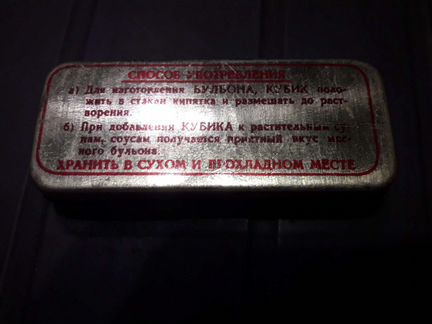 СПОСОБ УПОТРЕБЛЕНИЯ
а) Для изготовления БУЛЬОНА, КУБИК поло-
жить в стакан кипятка и размешать до раст-
ворения.
б) При добавлении КУБИКА к растительным су-
пам, соусам получается приятный вкус мяс-
ного бульона.
ХРАНИТЬ В СУХОМ И ПРОХЛАДНОМ МЕСТЕ